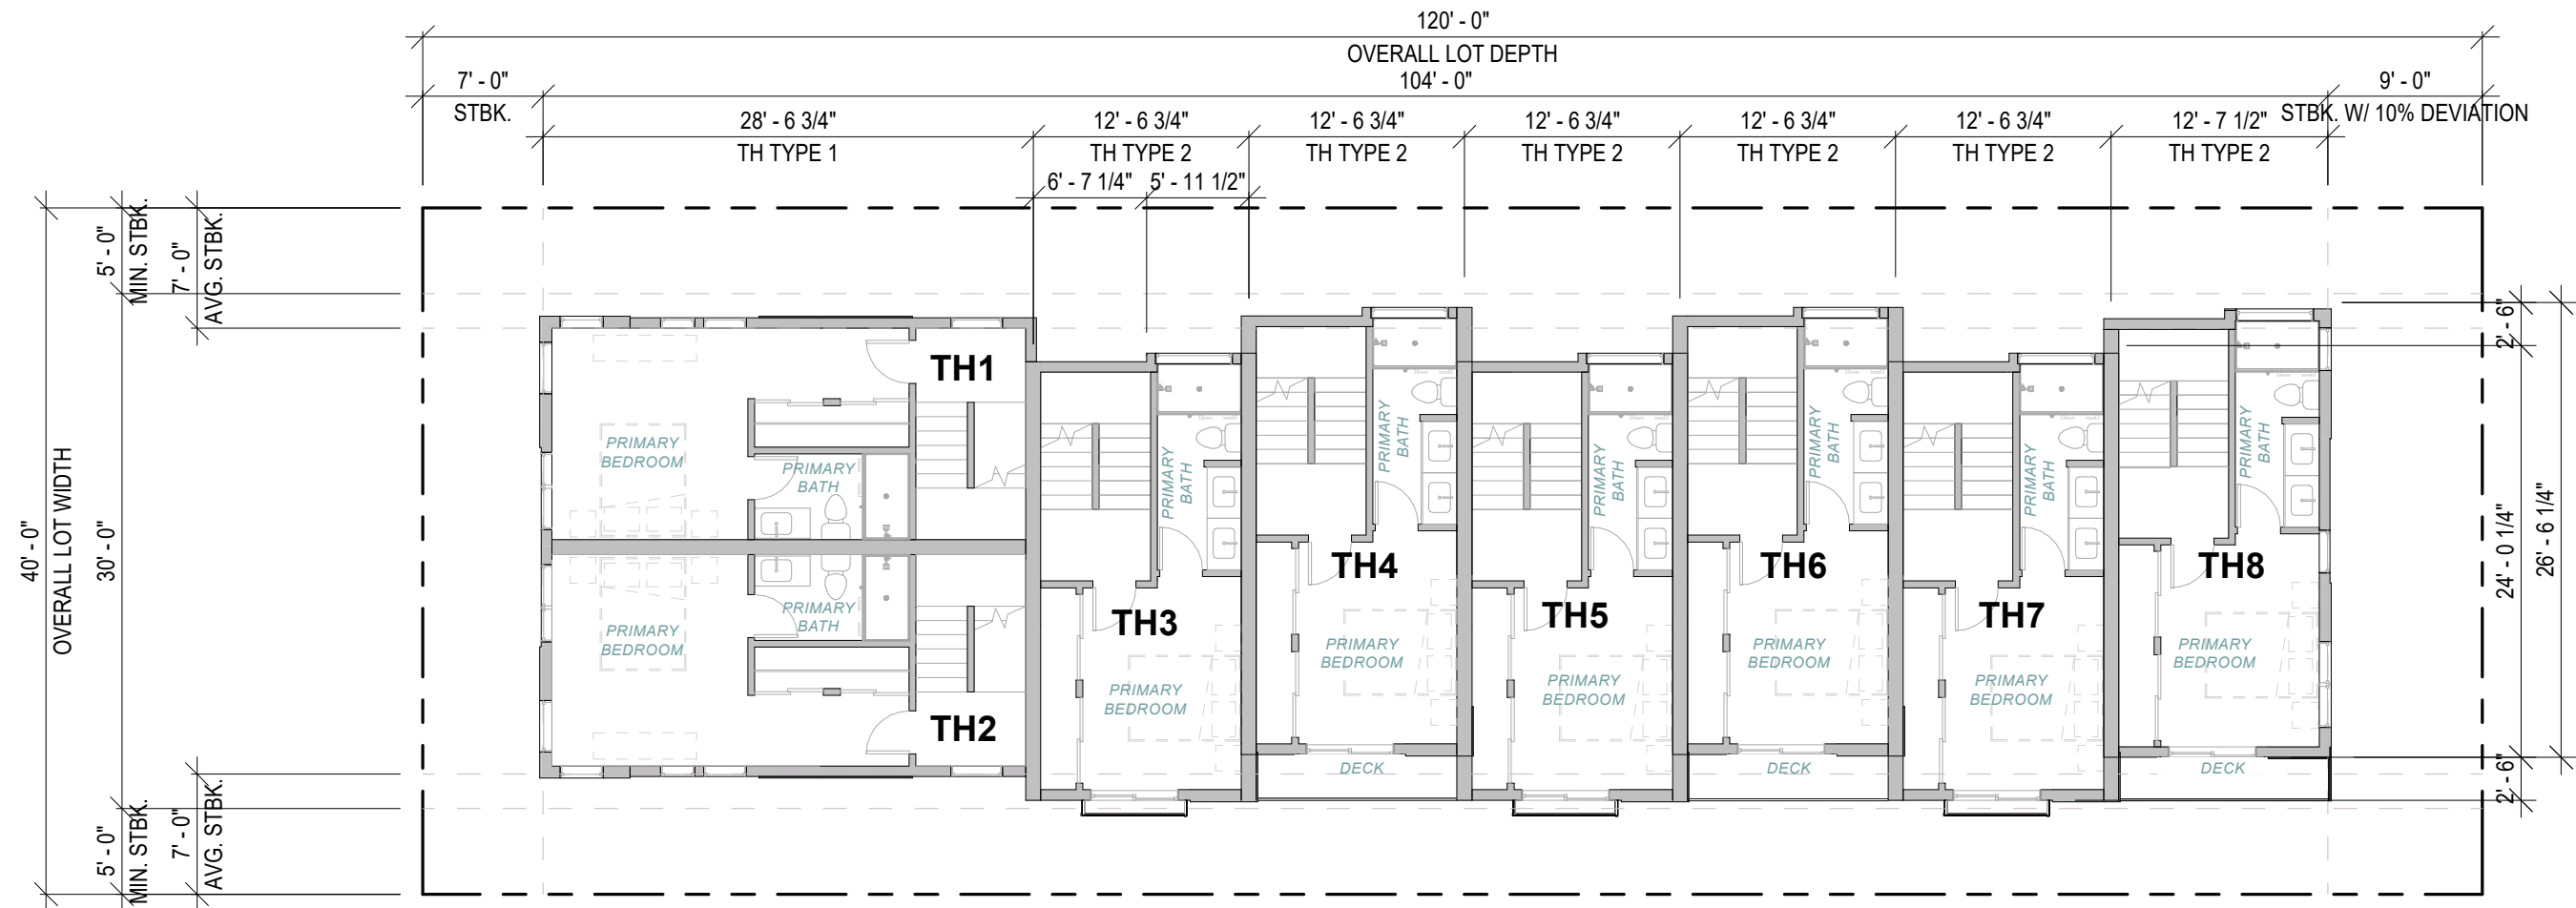 120' - 0"
OVERALL LOT DEPTH
7' - 0"
STBK.
104' - 0"
9' - 0"
STBK. W/ 10% DEVIATION
28' - 6 3/4"
TH TYPE 1
12' - 6 3/4"
TH TYPE 2
12' - 6 3/4"
TH TYPE 2
12' - 6 3/4"
TH TYPE 2
12' - 6 3/4"
TH TYPE 2
12' - 6 3/4"
TH TYPE 2
12' - 7 1/2"
TH TYPE 2
6' - 7 1/4"
5' - 11 1/2"
40' - 0"
OVERALL LOT WIDTH
5' - 0"
MIN. STBK.
7' - 0"
AVG. STBK.
30' - 0"
5' - 0"
MIN. STBK.
7' - 0"
AVG. STBK.
TH1
PRIMARY
BEDROOM
PRIMARY
BATH
TH2
PRIMARY
BEDROOM
PRIMARY
BATH
TH3
PRIMARY
BATH
PRIMARY
BEDROOM
TH4
PRIMARY
BATH
PRIMARY
BEDROOM
DECK
TH5
PRIMARY
BATH
PRIMARY
BEDROOM
TH6
PRIMARY
BATH
PRIMARY
BEDROOM
DECK
TH7
PRIMARY
BATH
PRIMARY
BEDROOM
TH8
PRIMARY
BATH
PRIMARY
BEDROOM
DECK
2' - 6"
24' - 0 1/4"
26' - 6 1/4"
2' - 6"